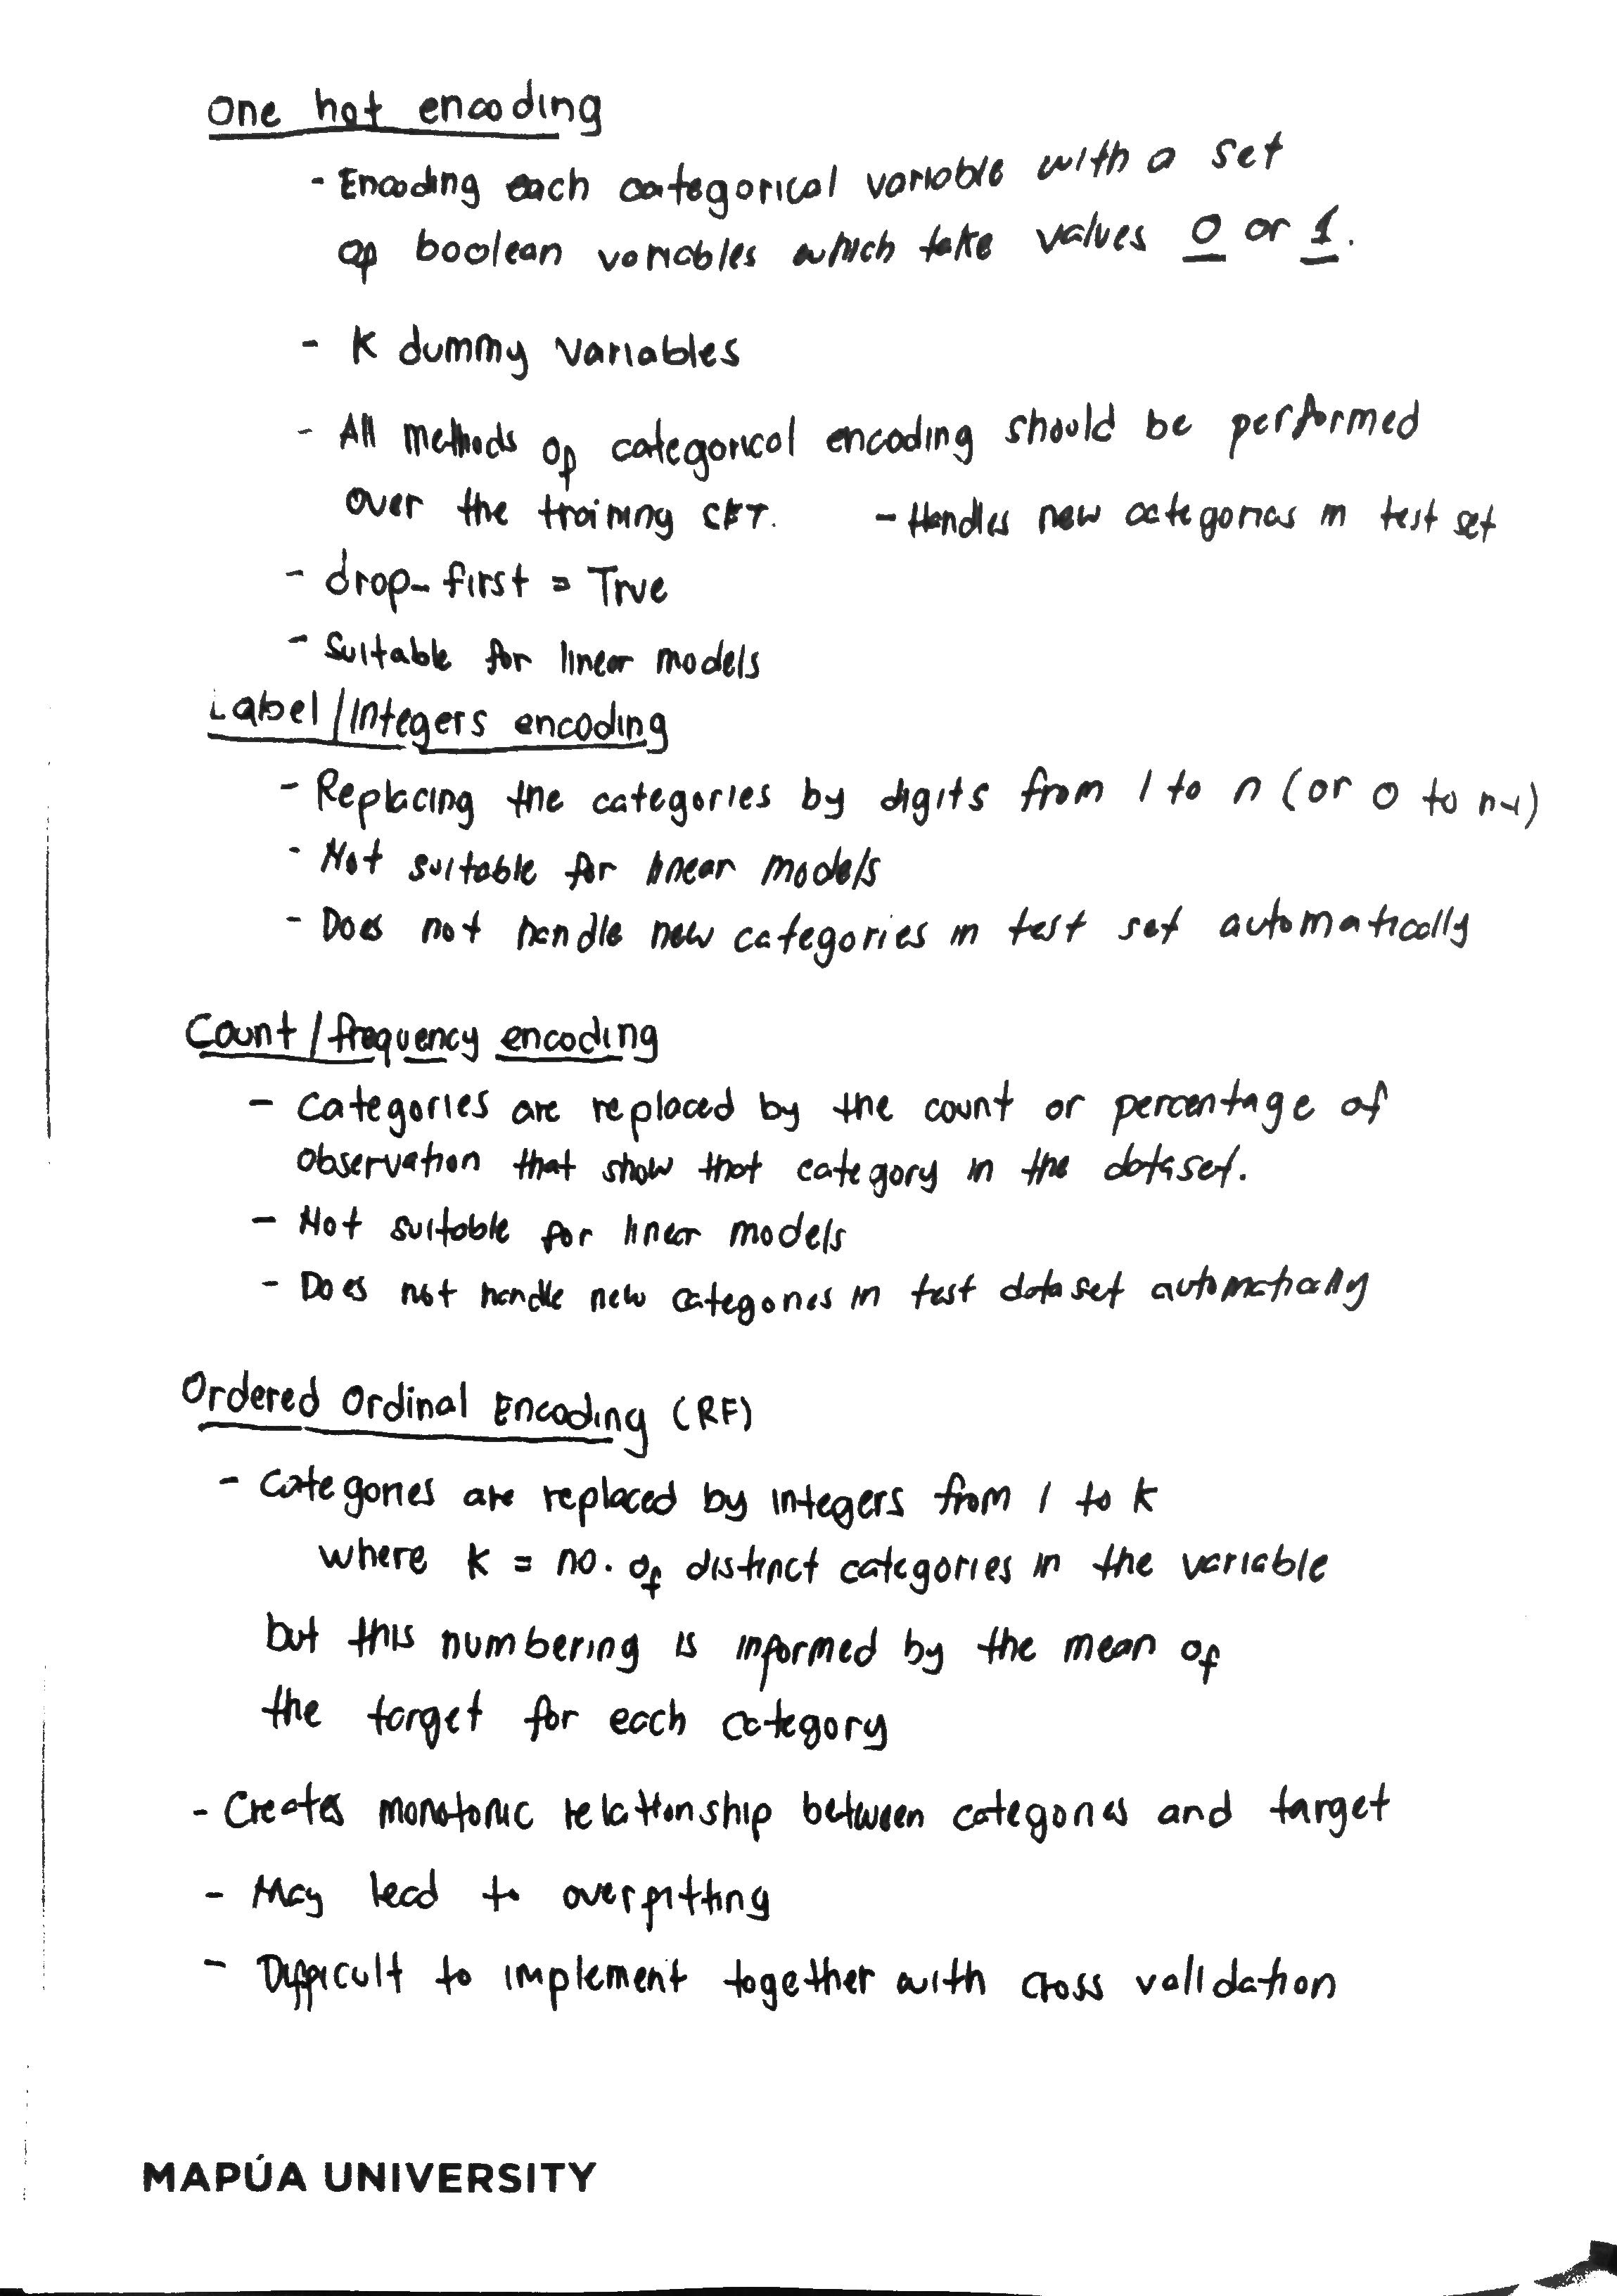 One hot encoding
- Encoding each categorical variable with a set
of boolean variables which take values 0 or 1.
- K dummy variables
- All methods of categorical encoding should be performed
over the training SET. - Handles new categories in test set
- drop_first = True
- Suitable for linear models
Label/Integers encoding
- Replacing the categories by digits from 1 to n (or 0 to n-1)
- Not suitable for linear models
- Does not handle new categories in test set automatically
Count/frequency encoding
- Categories are replaced by the count or percentage of
observation that show that category in the dataset.
- Not suitable for linear models
- Does not handle new categories in test dataset automatically
Ordered Ordinal Encoding (RF)
- Categories are replaced by integers from 1 to k
where k = no. of distinct categories in the variable
but this numbering is informed by the mean of
the target for each category
- Creates monotonic relationship between categories and target
- May lead to overfitting
- Difficult to implement together with cross validation
MAPÚA UNIVERSITY